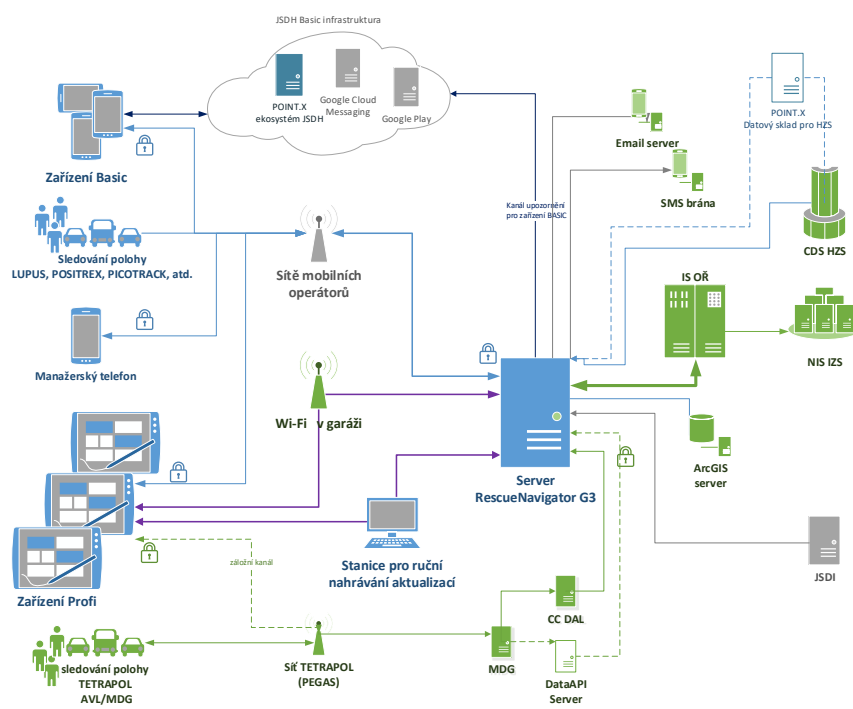 JSDH Basic infrastruktura
POINT.X
ekosystém JSDH
Google Cloud
Messaging
Google Play
Zařízení Basic
Email server
SMS brána
POINT.X
Datový sklad pro HZS
CDS HZS
Kanál upozornění
pro zařízení BASIC
Sledování polohy
LUPUS, POSITREX, PICOTRACK, atd.
Sítě mobilních
operátorů
IS OŘ
NIS IZS
Manažerský telefon
Wi-Fi v garáži
ArcGIS
server
Server
RescueNavigator G3
Stanice pro ruční
nahrávání aktualizací
JSDI
záložní kanál
Zařízení Profi
CC DAL
sledování polohy
TETRAPOL
AVL/MDG
Síť TETRAPOL
(PEGAS)
MDG
DataAPI
Server